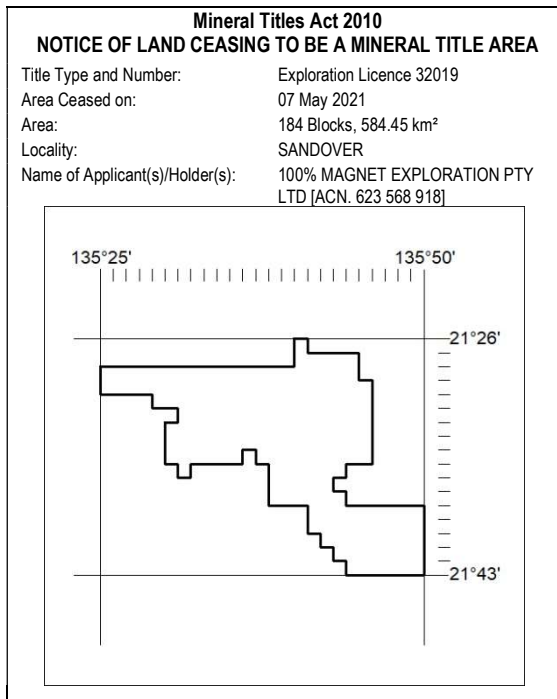 Mineral Titles Act 2010
NOTICE OF LAND CEASING TO BE A MINERAL TITLE AREA
Title Type and Number: Exploration Licence 32019
Area Ceased on: 07 May 2021
Area: 184 Blocks, 584.45 km²
Locality: SANDOVER
Name of Applicant(s)/Holder(s): 100% MAGNET EXPLORATION PTY
LTD [ACN. 623 568 918]
135°25' 135°50'
21°26'
21°43'